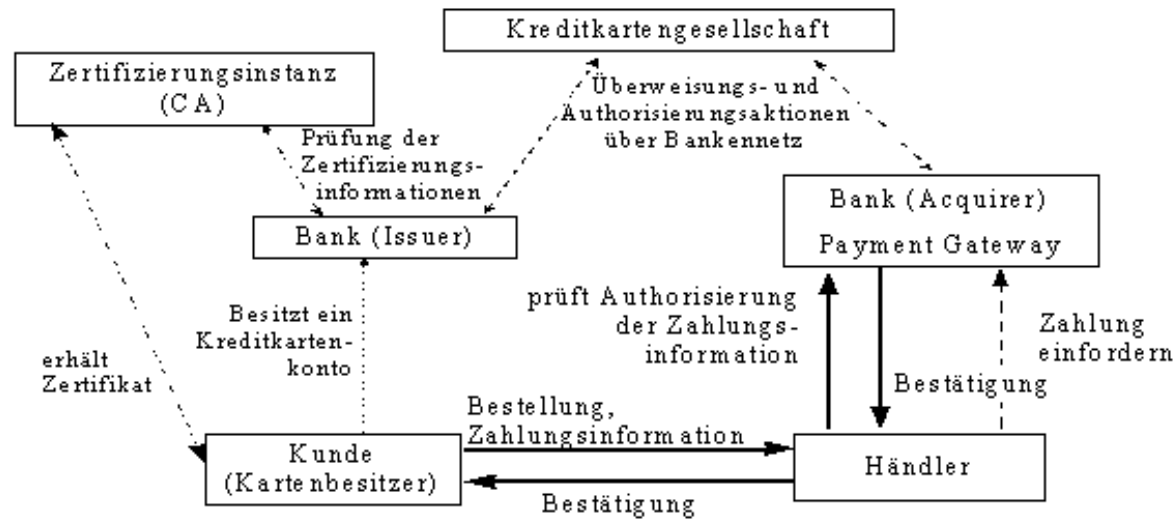 Kreditkartengesellschaft
Zertifizierungsinstanz
(CA)
Überweisungs- und
Authorisierungsaktionen
über Bankennetz
Prüfung der
Zertifizierungs-
informationen
Bank (Acquirer)
Payment Gateway
Bank (Issuer)
prüft Authorisierung
der Zahlungs-
information
Besitzt ein
Kreditkarten-
konto
Zahlung
einfordern
erhält
Zertifikat
Bestätigung
Bestellung,
Zahlungsinformation
Kunde
(Kartenbesitzer)
Händler
Bestätigung